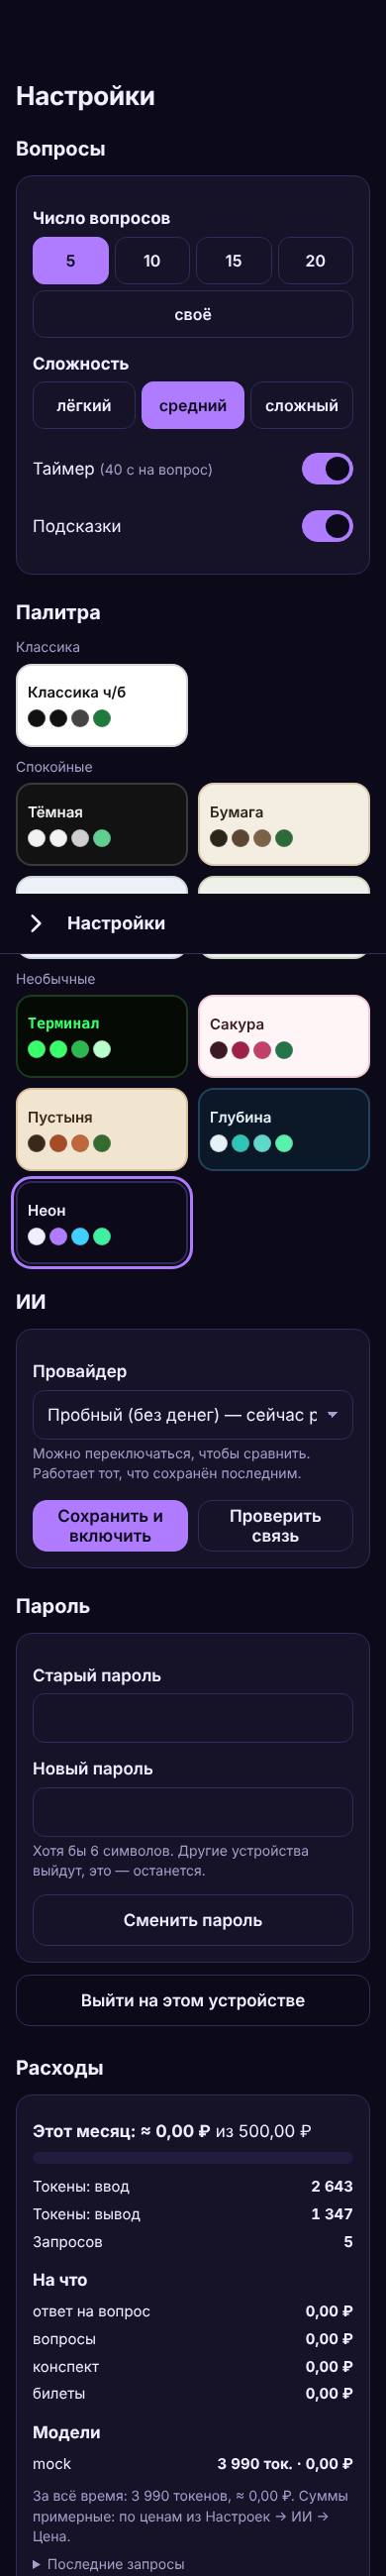 Настройки
Вопросы
Число вопросов
5
10
15
20
своё
Сложность
лёгкий
средний
сложный
Таймер (40 с на вопрос)
Подсказки
Палитра
Классика
Классика ч/б
Спокойные
Тёмная
Бумага
Настройки
Необычные
Терминал
Сакура
Пустыня
Глубина
Неон
ИИ
Провайдер
Пробный (без денег) — сейчас р
Можно переключаться, чтобы сравнить.
Работает тот, что сохранён последним.
Сохранить и
включить
Проверить
связь
Пароль
Старый пароль
Новый пароль
Хотя бы 6 символов. Другие устройства
выйдут, это — останется.
Сменить пароль
Выйти на этом устройстве
Расходы
Этот месяц: ≈ 0,00 ₽ из 500,00 ₽
Токены: ввод 2 643
Токены: вывод 1 347
Запросов 5
На что
ответ на вопрос 0,00 ₽
вопросы 0,00 ₽
конспект 0,00 ₽
билеты 0,00 ₽
Модели
mock 3 990 ток. · 0,00 ₽
За всё время: 3 990 токенов, ≈ 0,00 ₽. Суммы
примерные: по ценам из Настроек → ИИ →
Цена.
Последние запросы